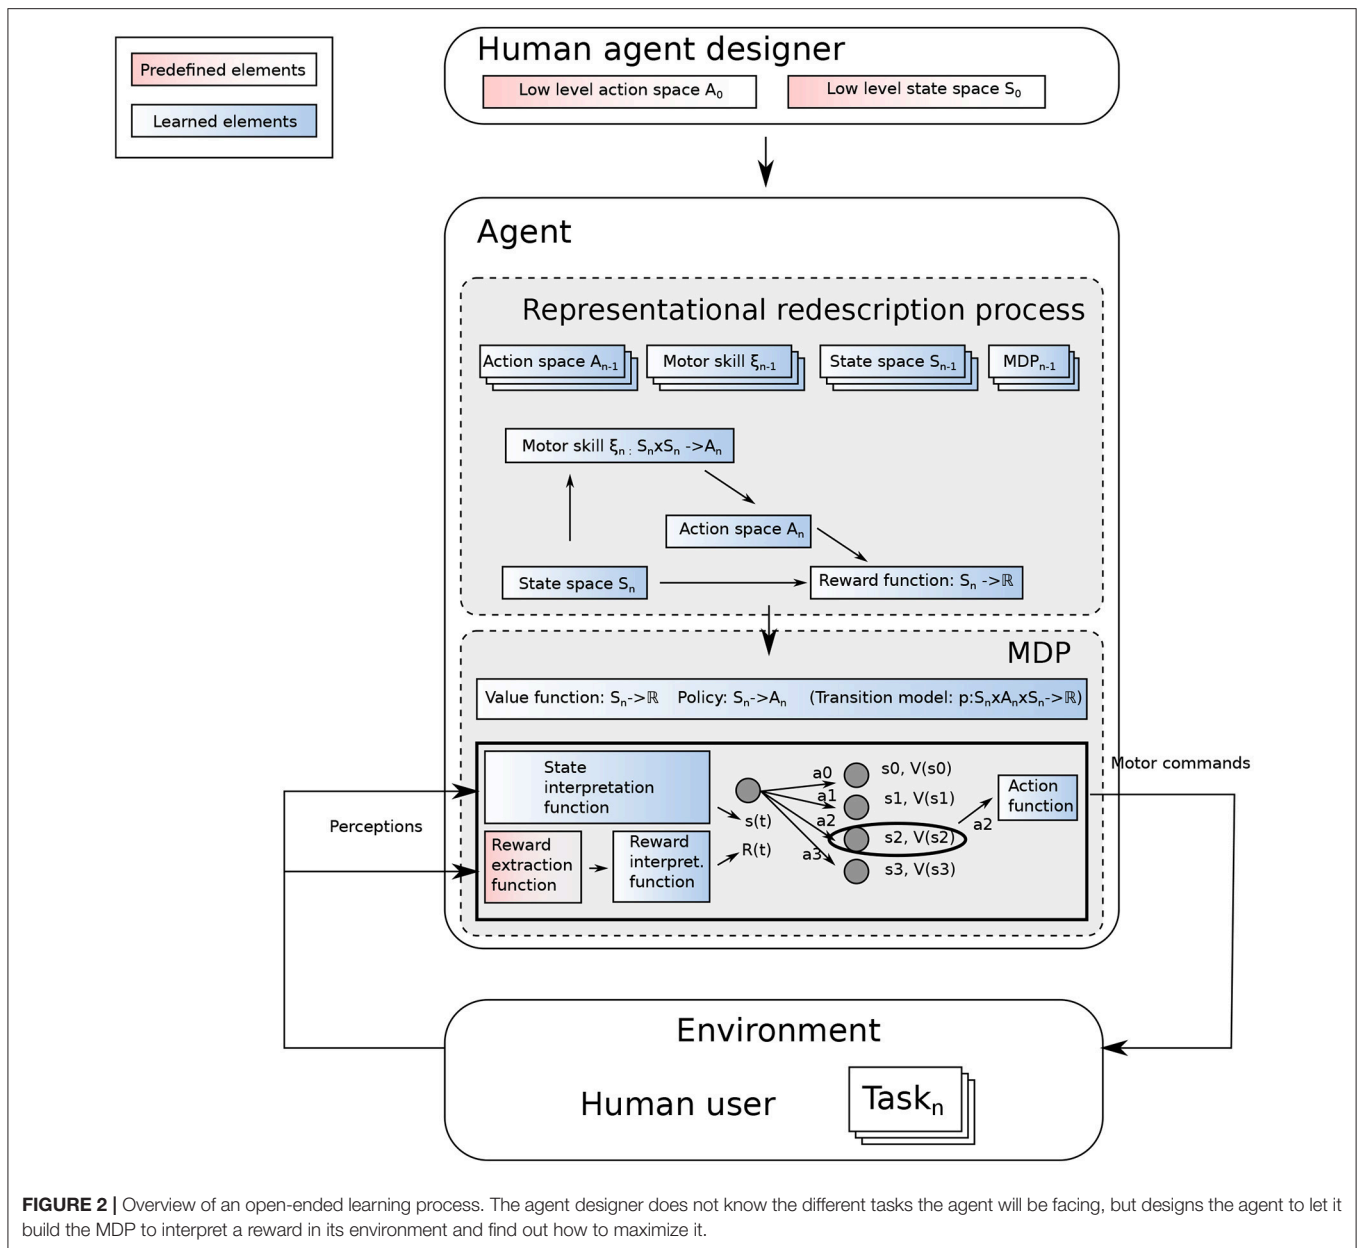 Human agent designer
Predefined elements
Low level action space A₀
Low level state space S₀
Learned elements
Agent
Representational redescription process
Action space Aₙ₋₁
Motor skill ξₙ₋₁
State space Sₙ₋₁
MDPₙ₋₁
Motor skill ξₙ : SₙxSₙ ->Aₙ
Action space Aₙ
State space Sₙ
Reward function: Sₙ ->ℝ
MDP
Value function: Sₙ->ℝ Policy: Sₙ->Aₙ (Transition model: p:SₙxAₙxSₙ->ℝ)
State
interpretation
function
Reward
extraction
function
Reward
interpret.
function
s(t)
R(t)
a0
a1
a2
a3
s0, V(s0)
s1, V(s1)
s2, V(s2)
s3, V(s3)
a2
Action
function
Motor commands
Perceptions
Environment
Human user
Taskₙ
FIGURE 2 | Overview of an open-ended learning process. The agent designer does not know the different tasks the agent will be facing, but designs the agent to let it
build the MDP to interpret a reward in its environment and find out how to maximize it.